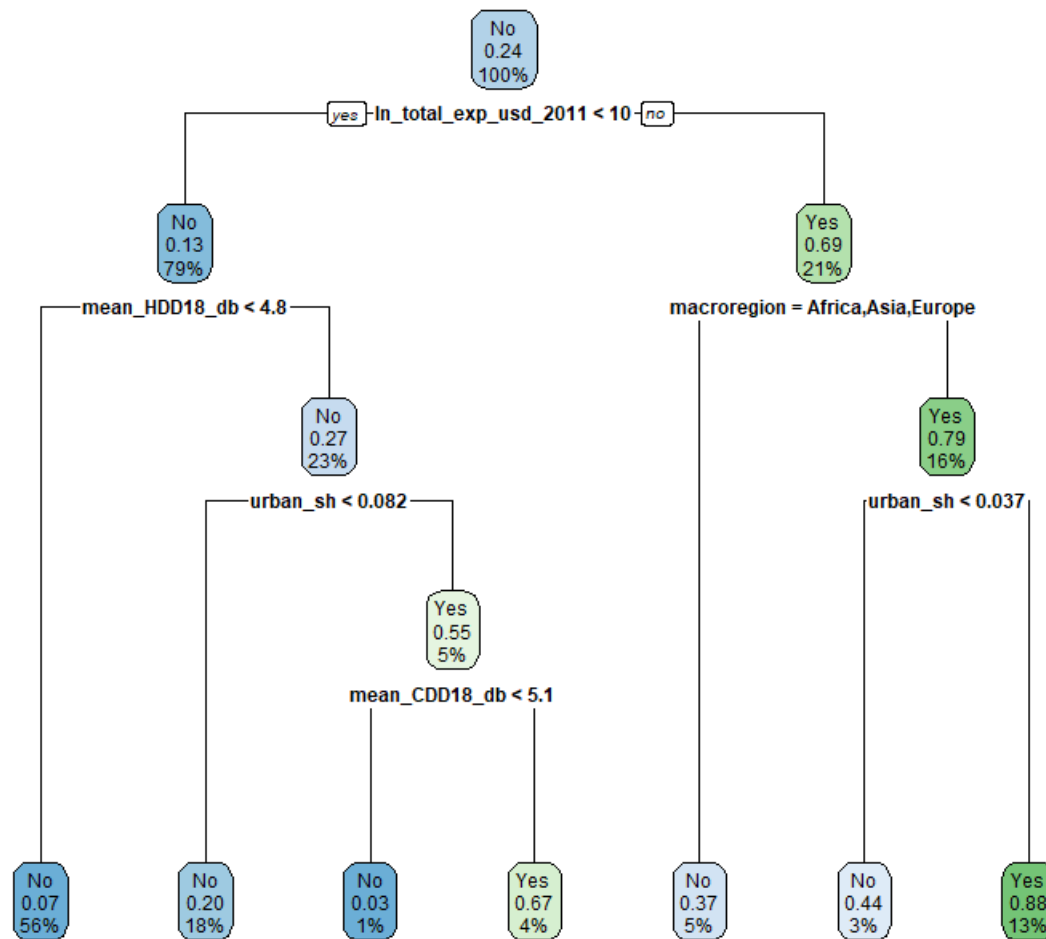 No
0.24
100%
yes ln_total_exp_usd_2011 < 10 no
No
0.13
79%
Yes
0.69
21%
mean_HDD18_db < 4.8
macroregion = Africa,Asia,Europe
No
0.27
23%
Yes
0.79
16%
urban_sh < 0.082
urban_sh < 0.037
Yes
0.55
5%
mean_CDD18_db < 5.1
No
0.07
56%
No
0.20
18%
No
0.03
1%
Yes
0.67
4%
No
0.37
5%
No
0.44
3%
Yes
0.88
13%